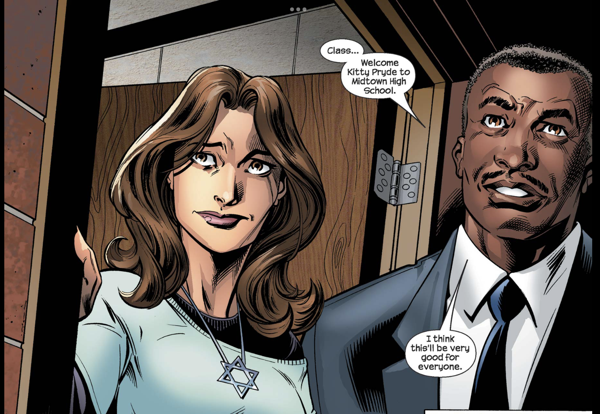 Class...
Welcome
Kitty Pryde to
Midtown High
School.
I think
this'll be very
good for
everyone.